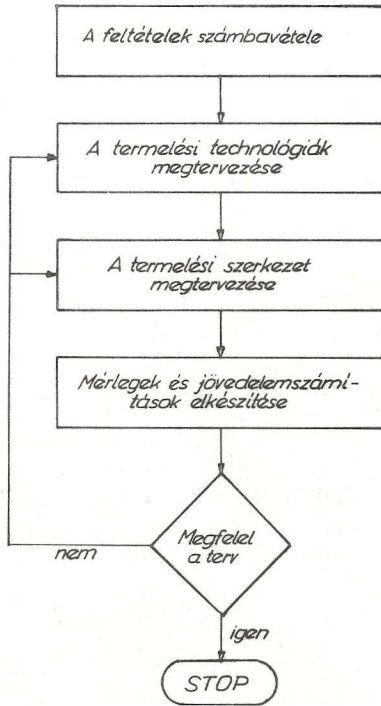 A feltételek számbavétele
A termelési technológiák
megtervezése
A termelési szerkezet
megtervezése
Mérlegek és jövedelemszámí-
tások elkészítése
Megfelel
a terv
nem
igen
STOP